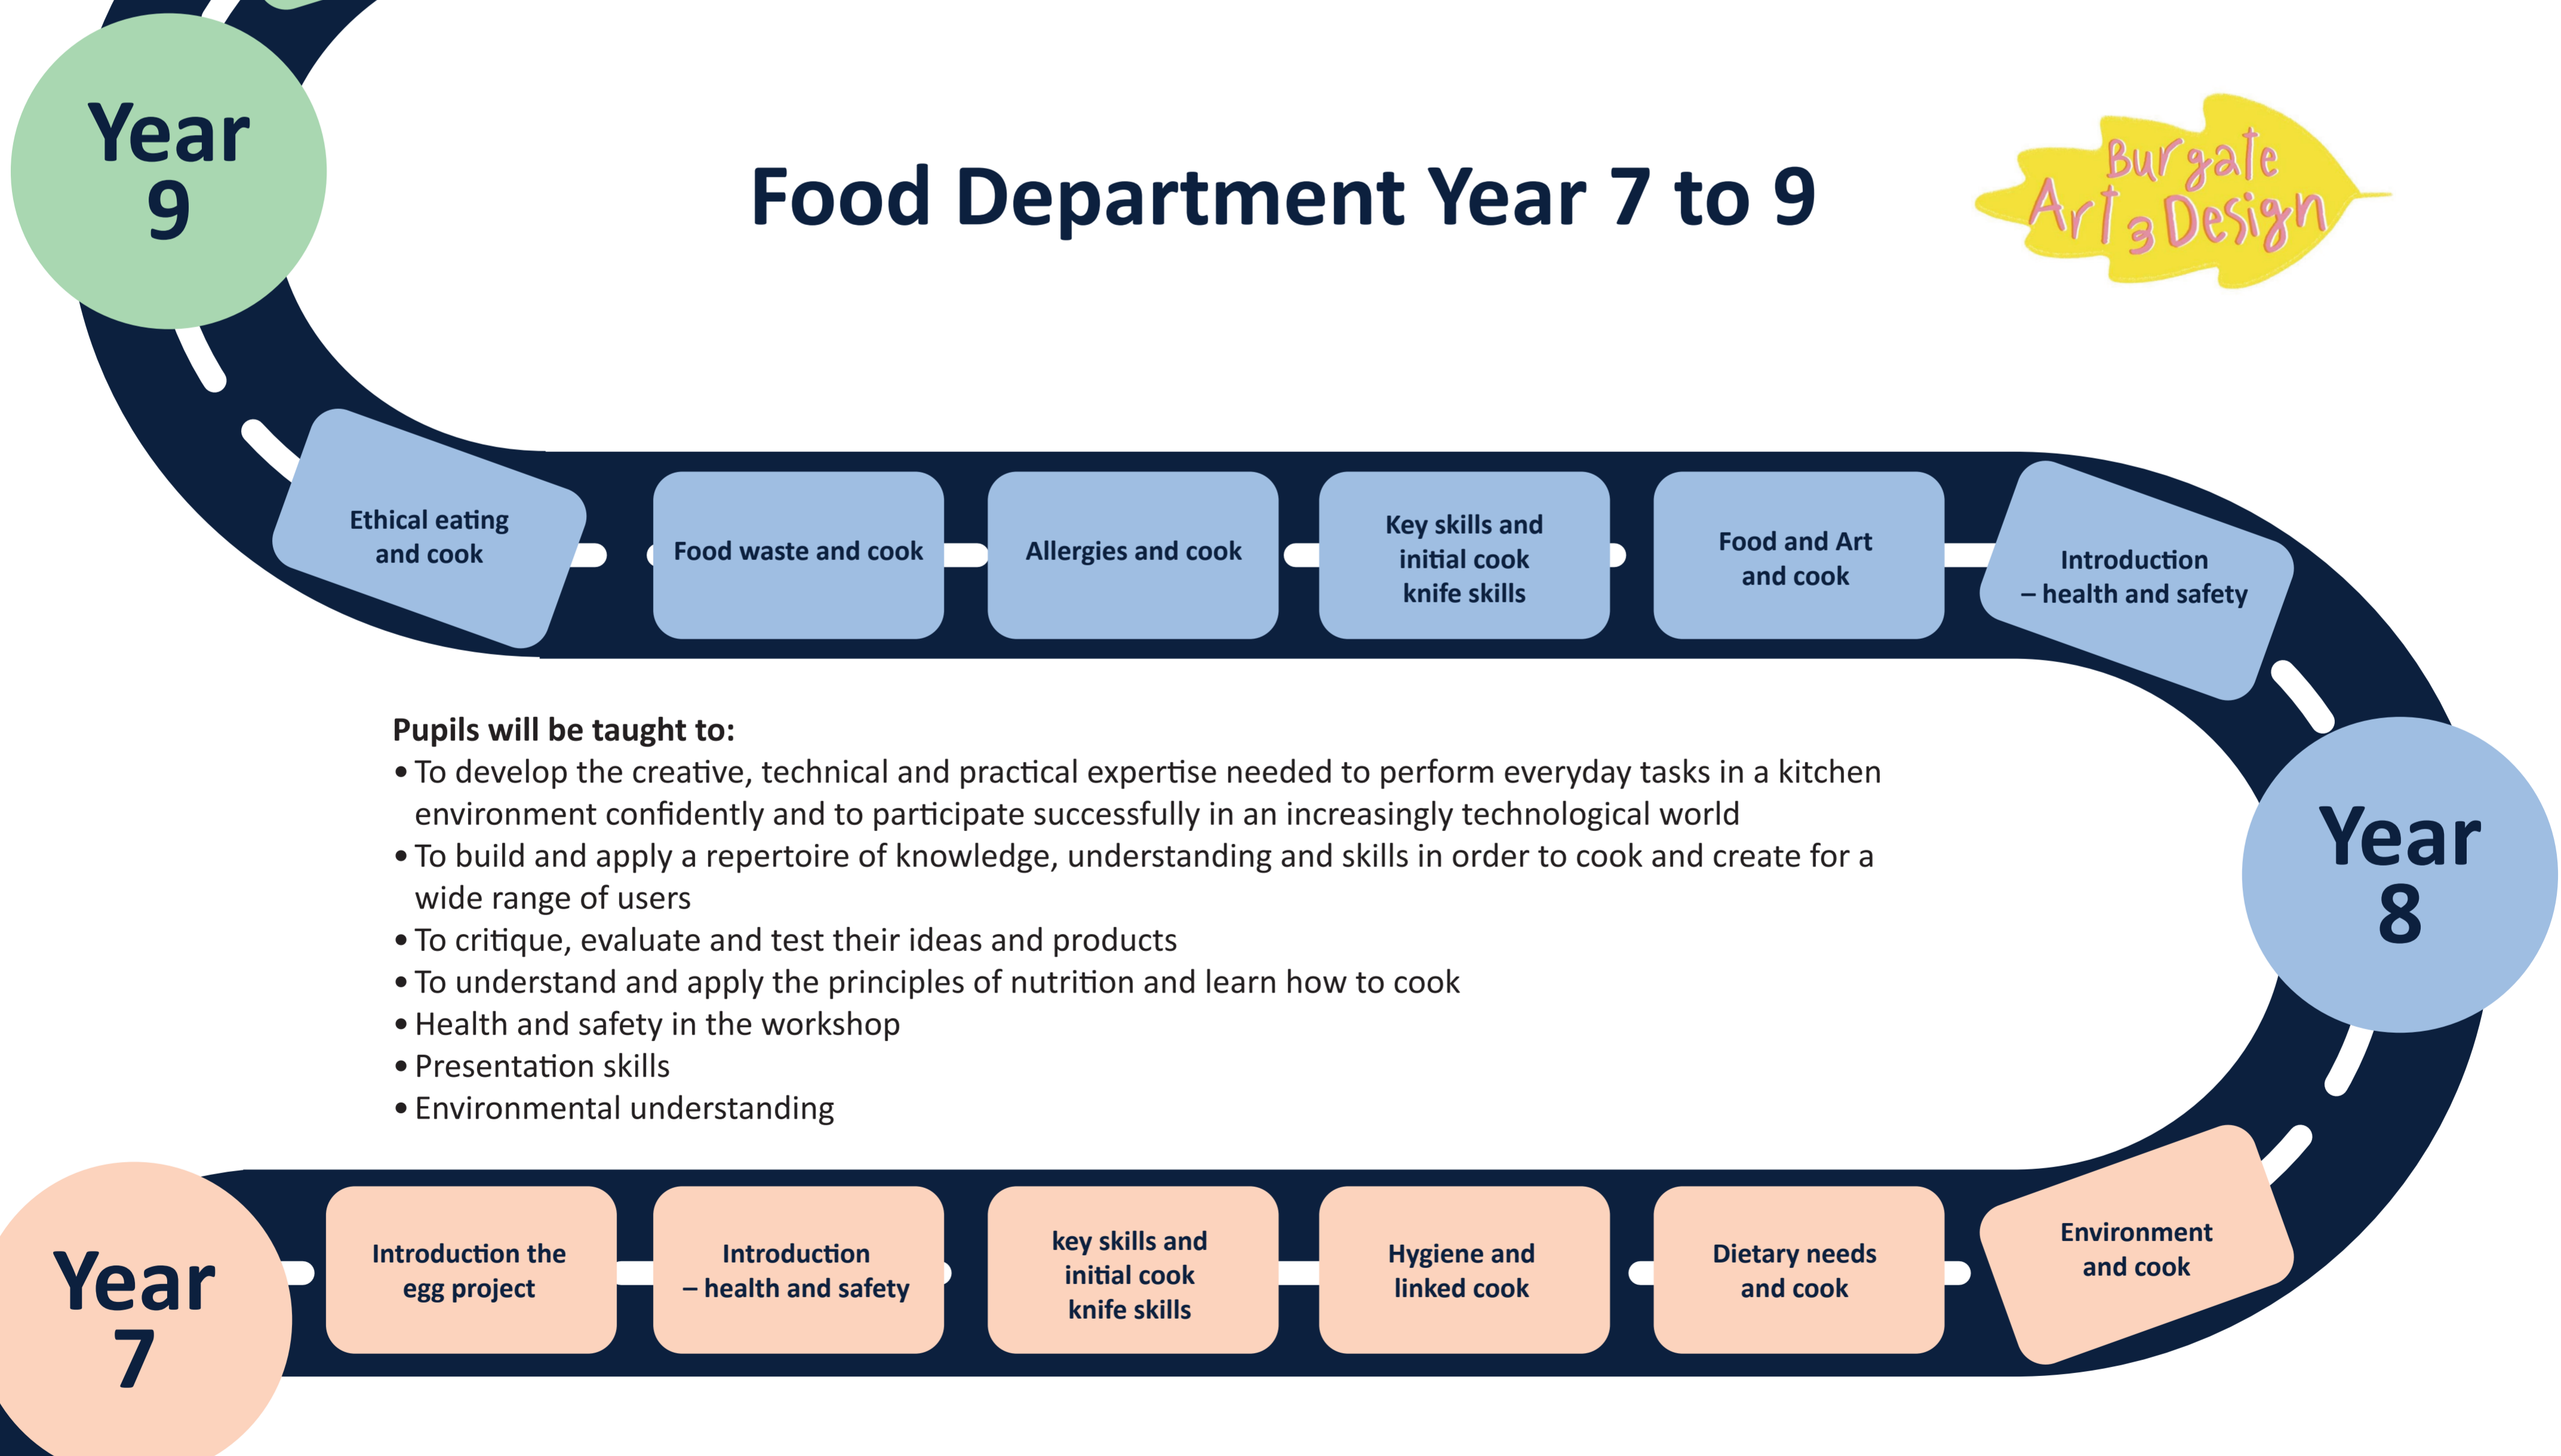 Year
9
Food Department Year 7 to 9
Burgate
Art & Design
Ethical eating
and cook
Food waste and cook
Allergies and cook
Key skills and
initial cook
knife skills
Food and Art
and cook
Introduction
– health and safety
Pupils will be taught to:
• To develop the creative, technical and practical expertise needed to perform everyday tasks in a kitchen
environment confidently and to participate successfully in an increasingly technological world
• To build and apply a repertoire of knowledge, understanding and skills in order to cook and create for a
wide range of users
• To critique, evaluate and test their ideas and products
• To understand and apply the principles of nutrition and learn how to cook
• Health and safety in the workshop
• Presentation skills
• Environmental understanding
Year
8
Year
7
Introduction the
egg project
Introduction
– health and safety
key skills and
initial cook
knife skills
Hygiene and
linked cook
Dietary needs
and cook
Environment
and cook